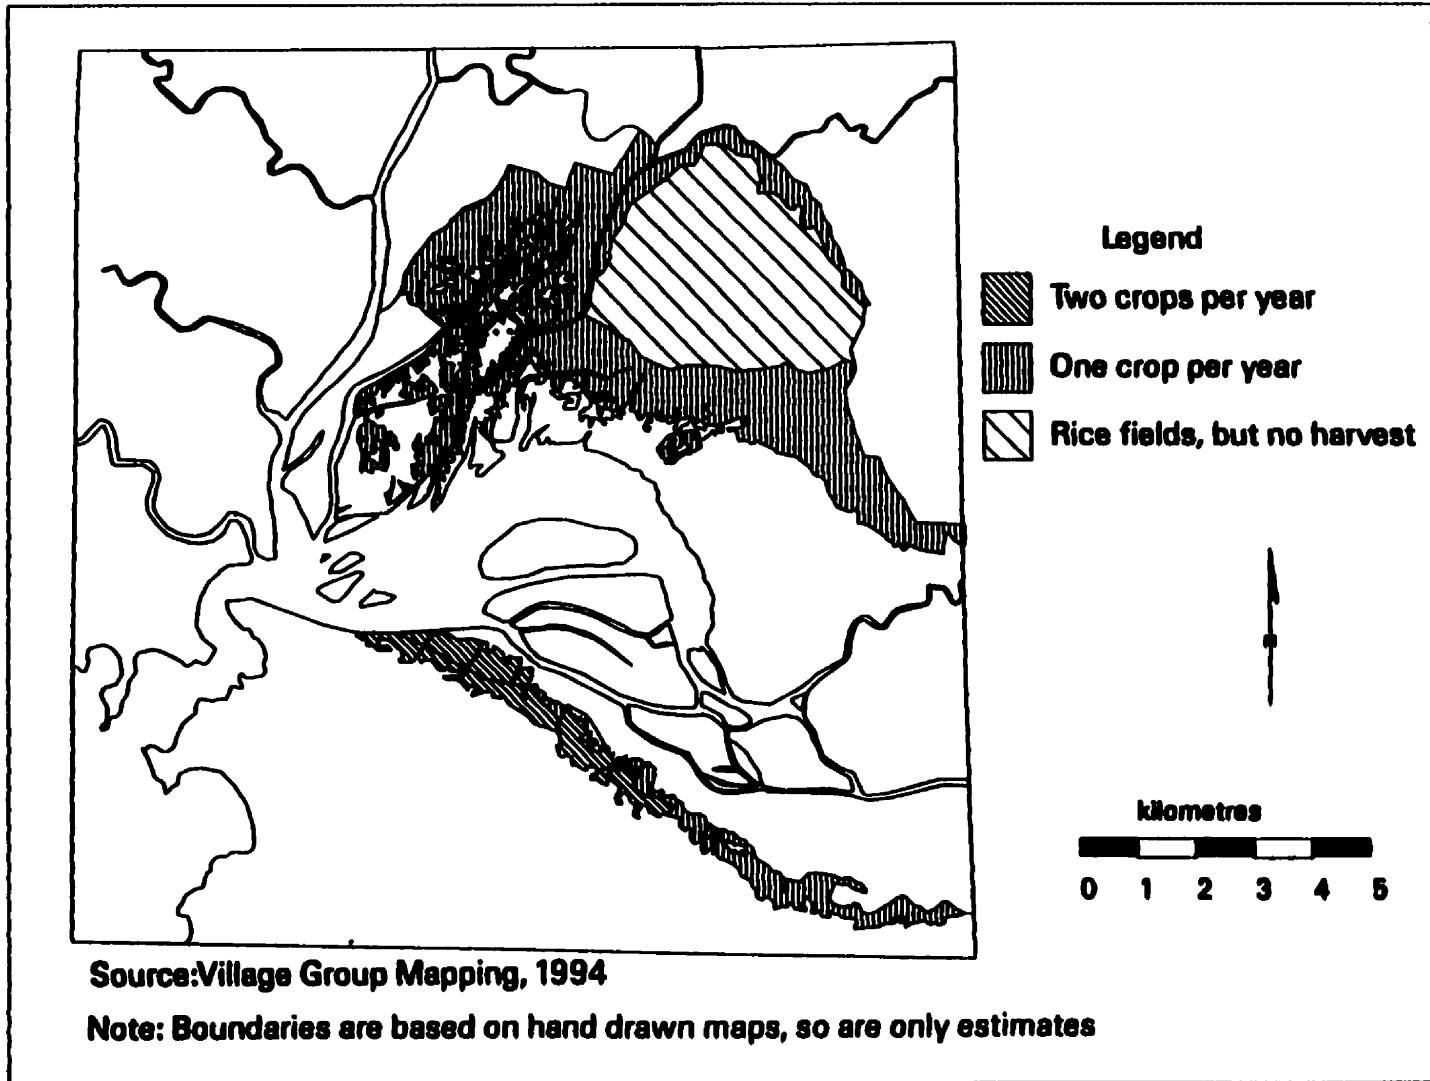 Legend
Two crops per year
One crop per year
Rice fields, but no harvest
kilometres
0 1 2 3 4 5
Source:Village Group Mapping, 1994
Note: Boundaries are based on hand drawn maps, so are only estimates